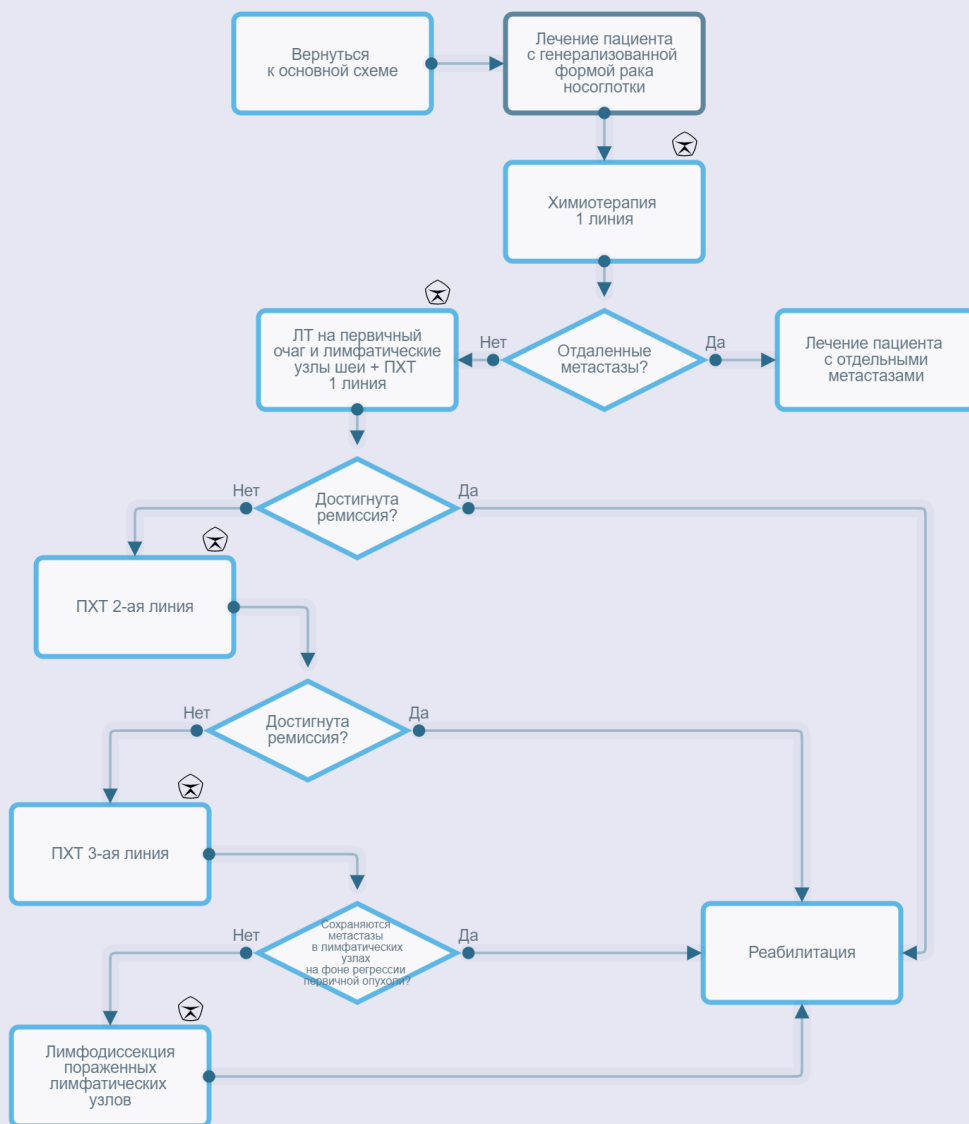 Вернуться
к основной схеме
Лечение пациента
с генерализованной
формой рака
носоглотки
Химиотерапия
1 линия
ЛТ на первичный
очаг и лимфатические
узлы шеи + ПХТ
1 линия
Нет
Отдаленные
метастазы?
Да
Лечение пациента
с отдельными
метастазами
Нет
Достигнута
ремиссия?
Да
ПХТ 2-ая линия
Нет
Достигнута
ремиссия?
Да
ПХТ 3-ая линия
Нет
Сохраняются
метастазы
в лимфатических
узлах
на фоне регрессии
первичной опухоли?
Да
Реабилитация
Лимфодиссекция
пораженных
лимфатических
узлов